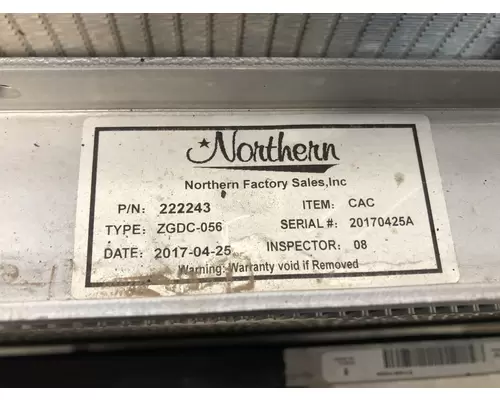 Northern
Northern Factory Sales,Inc
P/N: 222243 ITEM: CAC
TYPE: ZGDC-056 SERIAL #: 20170425A
DATE: 2017-04-25 INSPECTOR: 08
Warning: Warranty void if Removed